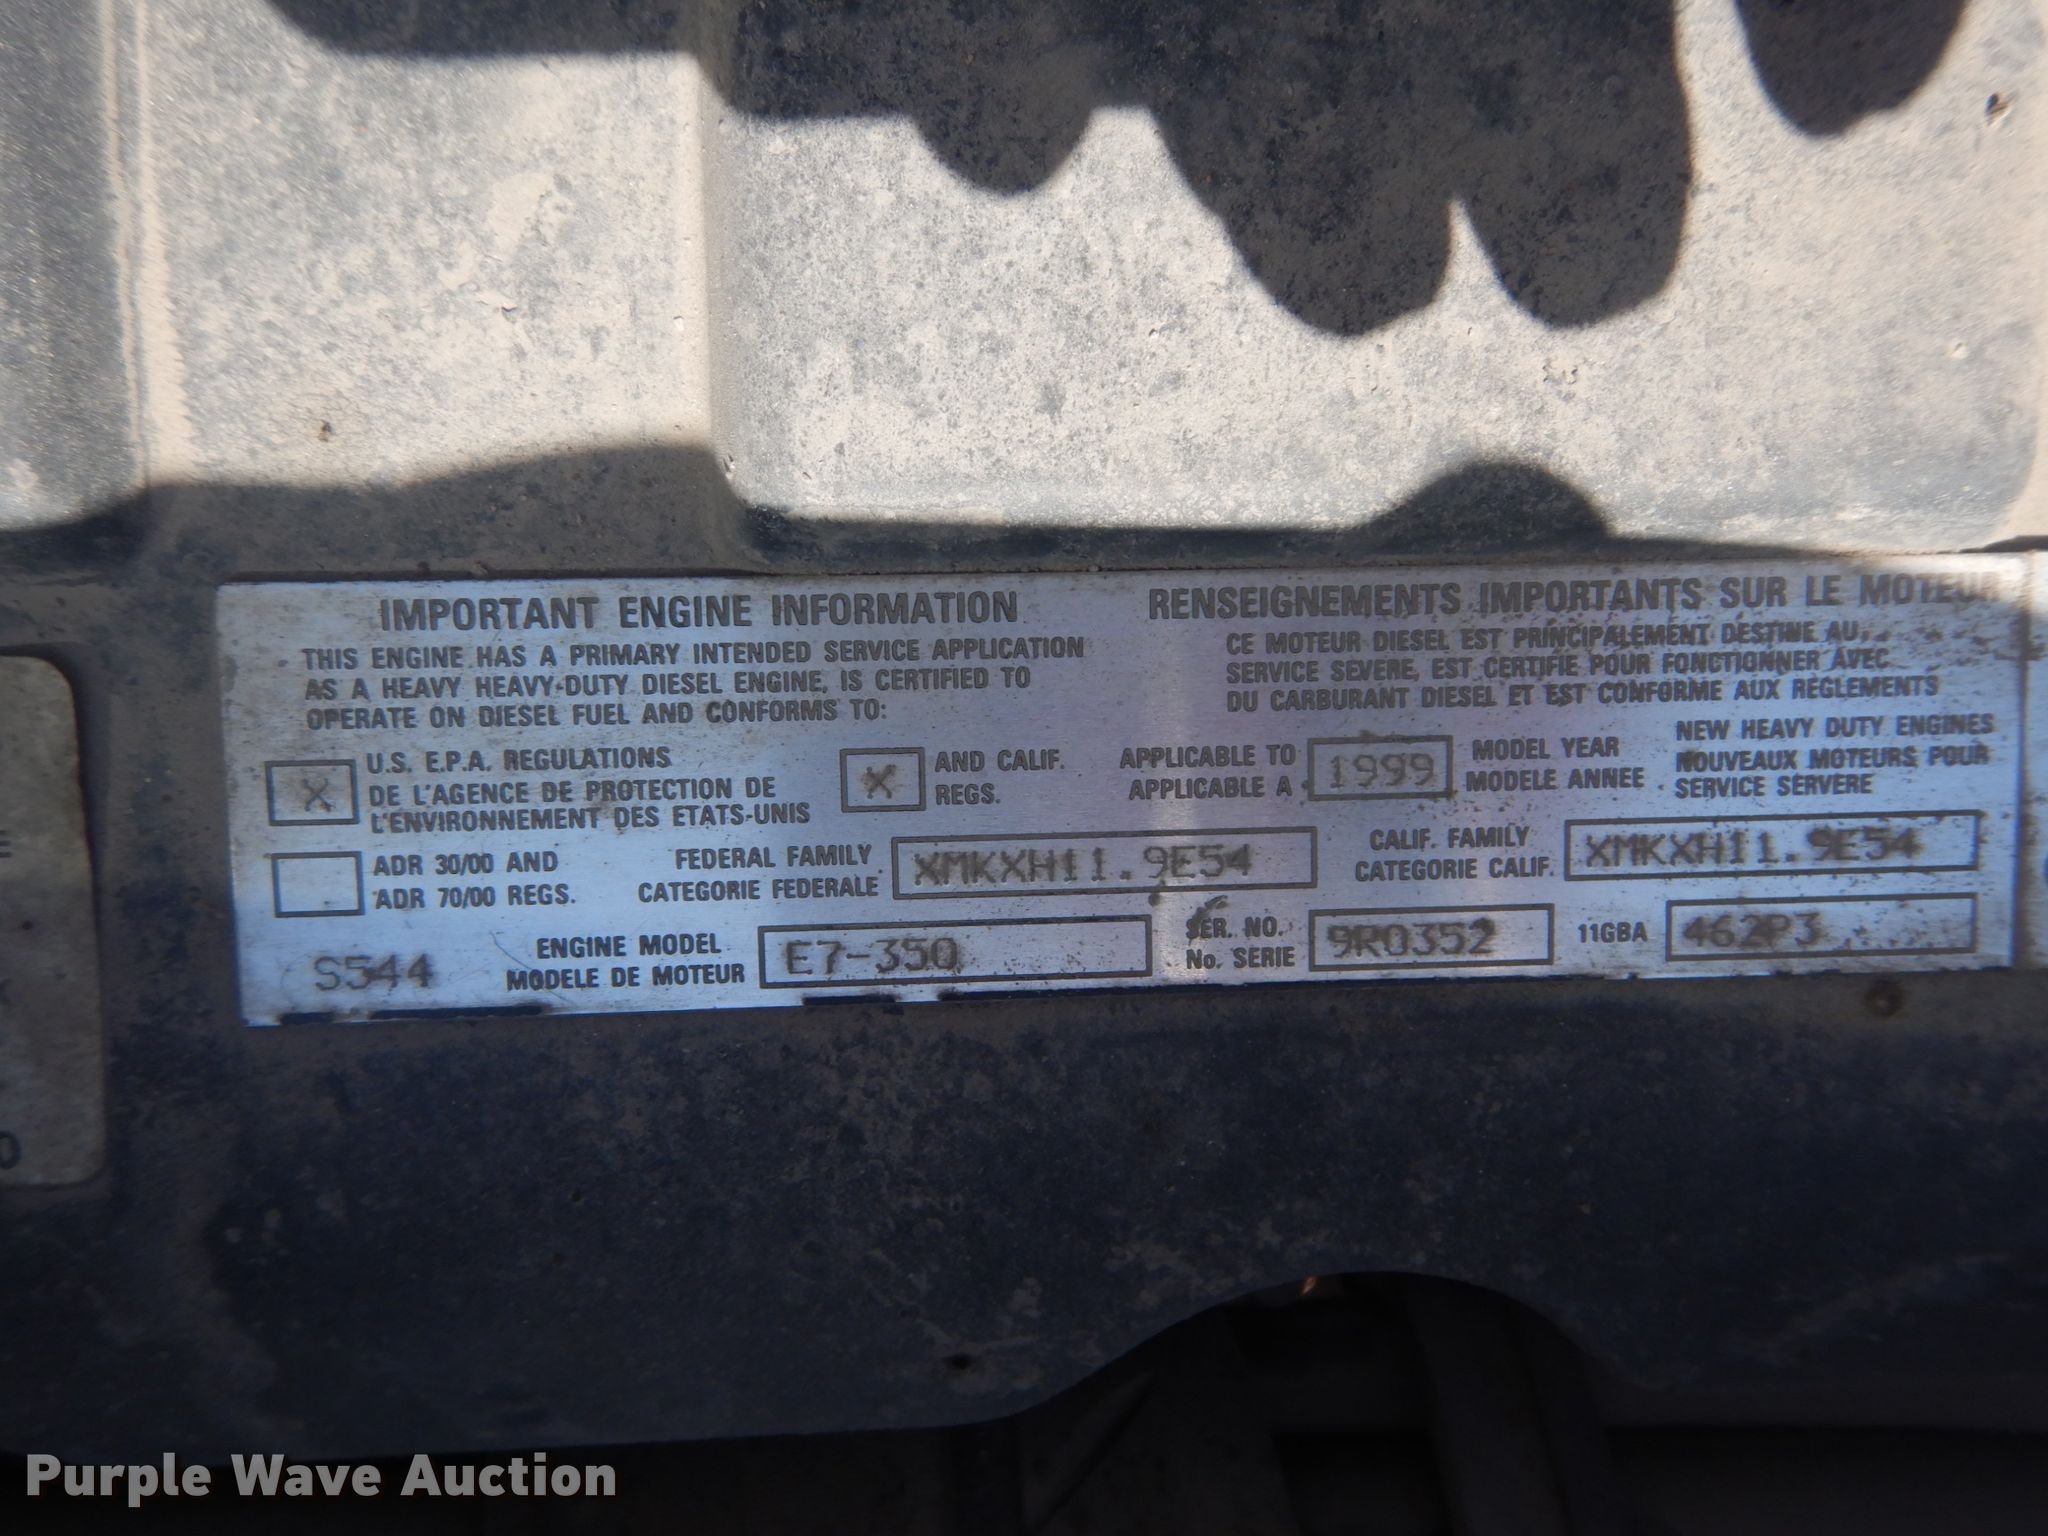 IMPORTANT ENGINE INFORMATION
THIS ENGINE HAS A PRIMARY INTENDED SERVICE APPLICATION
AS A HEAVY HEAVY-DUTY DIESEL ENGINE, IS CERTIFIED TO
OPERATE ON DIESEL FUEL AND CONFORMS TO:
RENSEIGNEMENTS IMPORTANTS SUR LE MOTEUR
CE MOTEUR DIESEL EST PRINCIPALEMENT DESTINE AU
SERVICE SEVERE, EST CERTIFIE POUR FONCTIONNER AVEC
DU CARBURANT DIESEL ET EST CONFORME AUX REGLEMENTS
X
U.S. E.P.A. REGULATIONS
DE L'AGENCE DE PROTECTION DE
L'ENVIRONNEMENT DES ETATS-UNIS
X
AND CALIF.
REGS.
APPLICABLE TO
APPLICABLE A
1999
MODEL YEAR
MODELE ANNEE
NEW HEAVY DUTY ENGINES
NOUVEAUX MOTEURS POUR
SERVICE SERVERE
ADR 30/00 AND
ADR 70/00 REGS.
FEDERAL FAMILY
CATEGORIE FEDERALE
XMKXH11.9E54
CALIF. FAMILY
CATEGORIE CALIF.
XMKXH11.9E54
S544
ENGINE MODEL
MODELE DE MOTEUR
E7-350
SER. NO.
No. SERIE
9R0352
11GBA
462P3
Purple Wave Auction